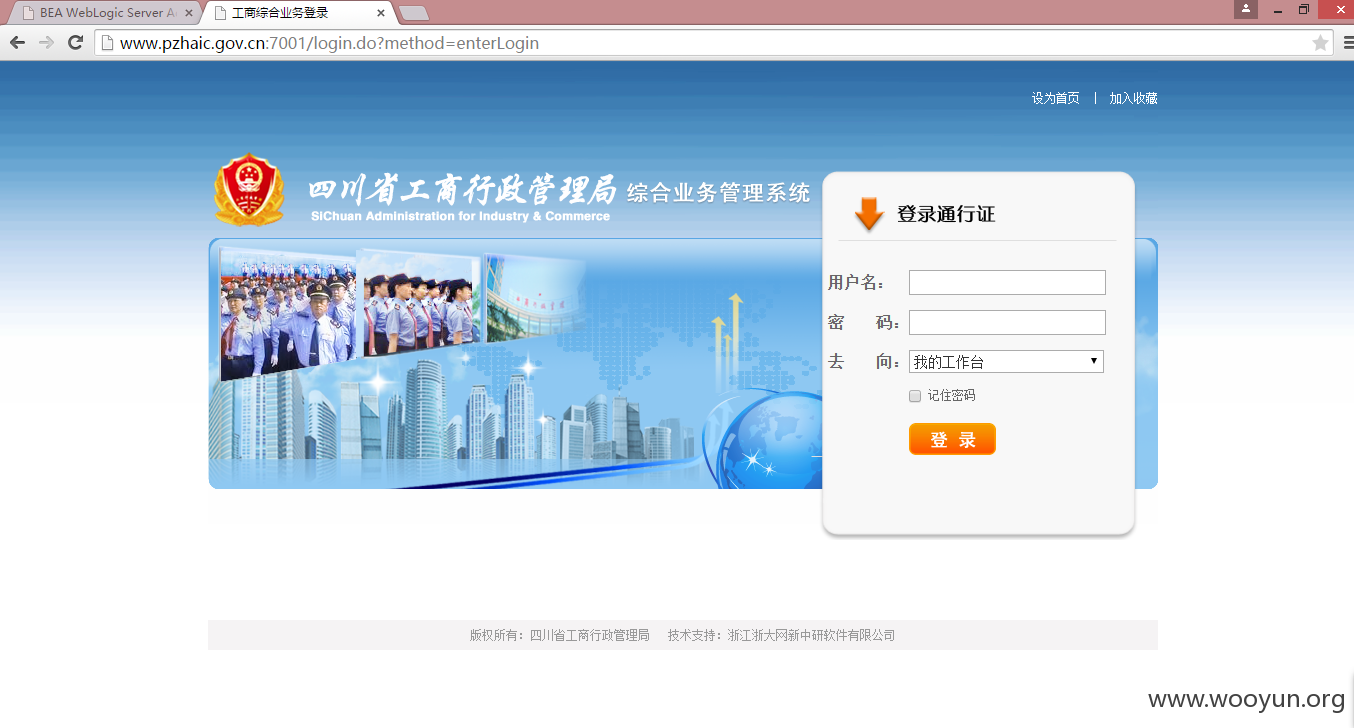 BEA WebLogic Server A
工商综合业务登录
www.pzhaic.gov.cn:7001/login.do?method=enterLogin
设为首页 | 加入收藏
四川省工商行政管理局 综合业务管理系统
SiChuan Administration for Industry & Commerce
登录通行证
用户名：
密 码：
去 向： 我的工作台
记住密码
登 录
版权所有：四川省工商行政管理局 技术支持：浙江浙大网新中研软件有限公司
www.wooyun.org